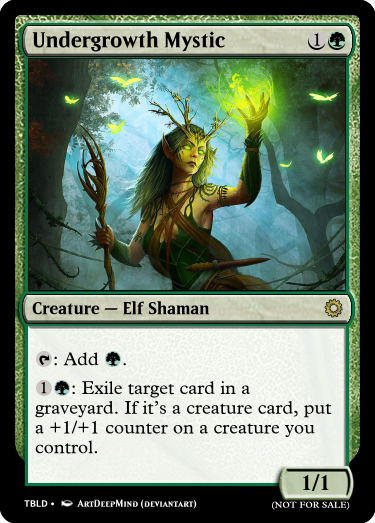 Undergrowth Mystic 1
Creature — Elf Shaman
: Add .
1 : Exile target card in a
graveyard. If it's a creature card, put
a +1/+1 counter on a creature you
control.
1/1
TBLD • ArtDeepMind (deviantart)
(NOT FOR SALE)